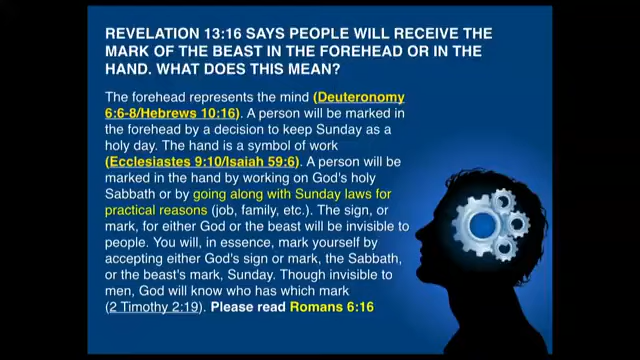 REVELATION 13:16 SAYS PEOPLE WILL RECEIVE THE
MARK OF THE BEAST IN THE FOREHEAD OR IN THE
HAND. WHAT DOES THIS MEAN?
The forehead represents the mind (Deuteronomy
6:6-8/Hebrews 10:16). A person will be marked in
the forehead by a decision to keep Sunday as a
holy day. The hand is a symbol of work
(Ecclesiastes 9:10/Isaiah 59:6). A person will be
marked in the hand by working on God's holy
Sabbath or by going along with Sunday laws for
practical reasons (job, family, etc.). The sign, or
mark, for either God or the beast will be invisible to
people. You will, in essence, mark yourself by
accepting either God's sign or mark, the Sabbath,
or the beast's mark, Sunday. Though invisible to
men, God will know who has which mark
(2 Timothy 2:19). Please read Romans 6:16